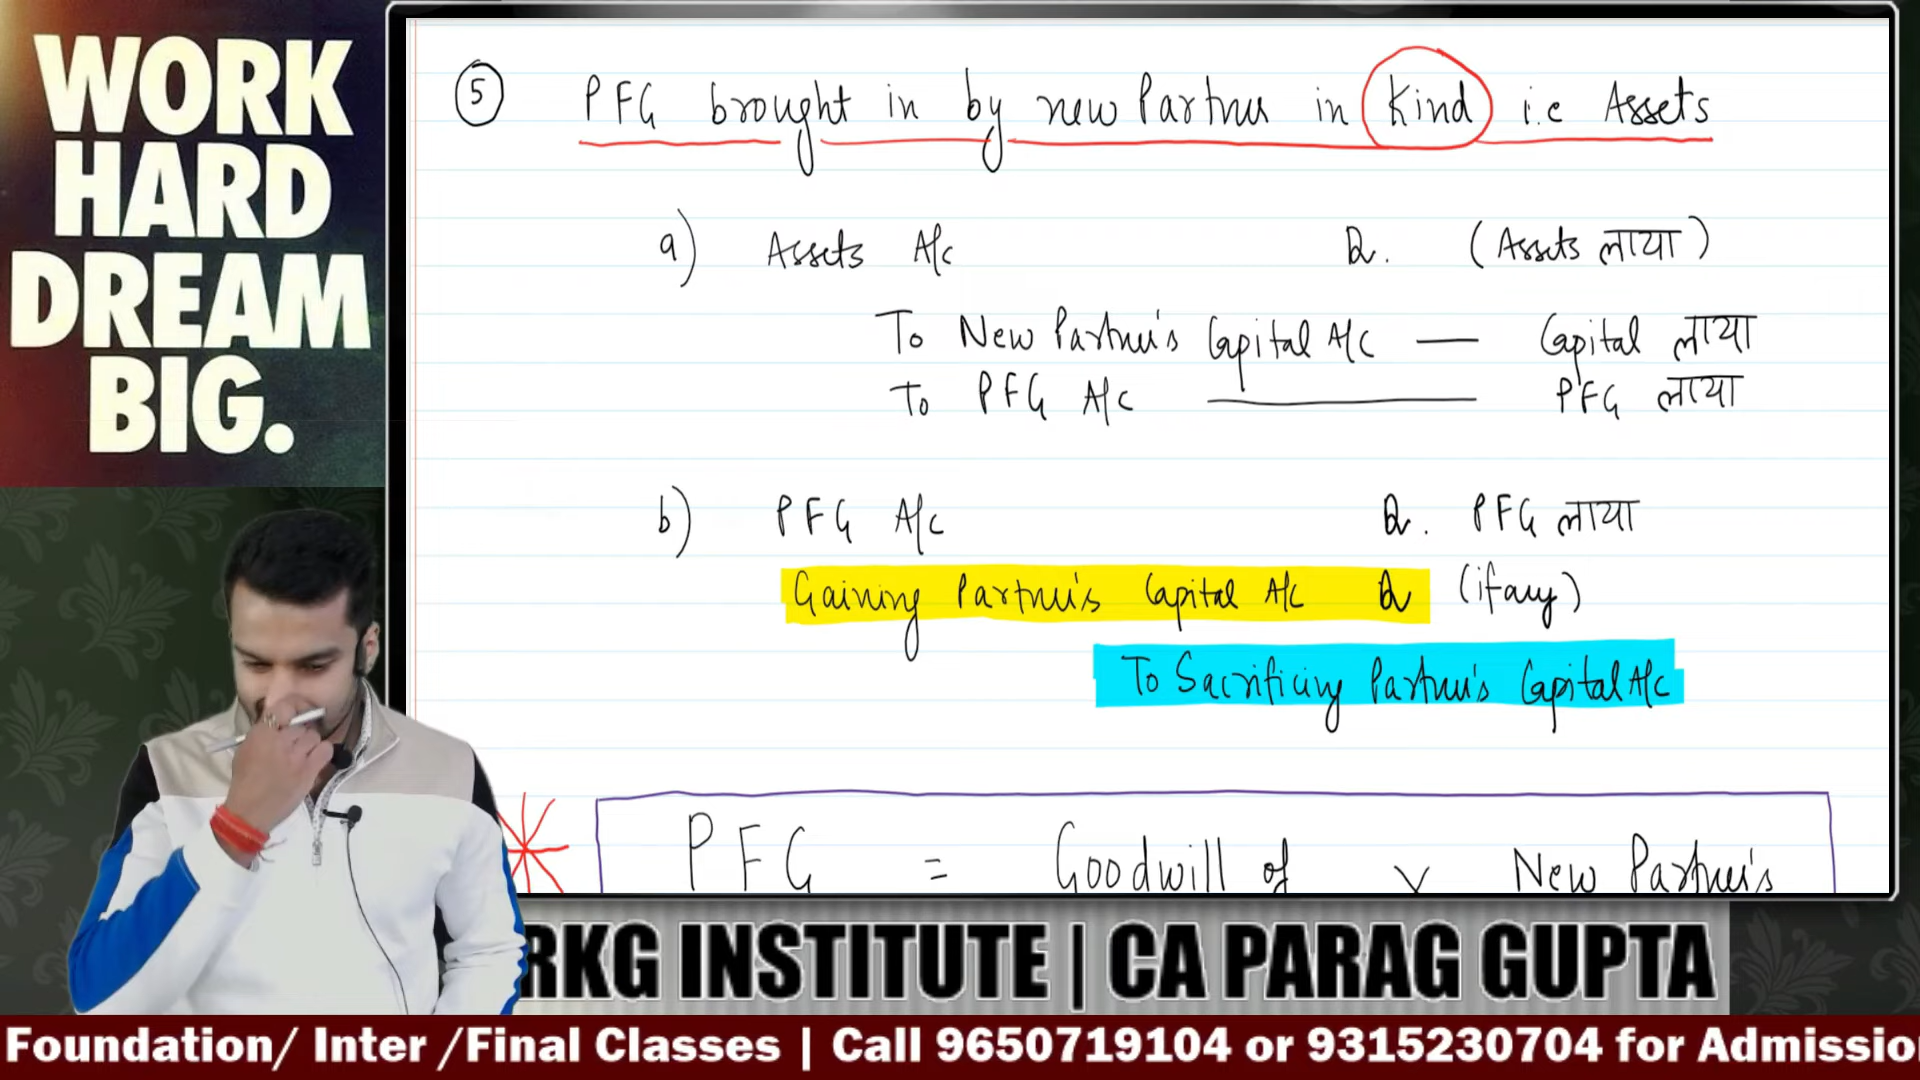 WORK
HARD
DREAM
BIG.
5 PFG brought in by new Partner in Kind i.e Assets
a) Assets A/c Dr. (Assets लाया)
To New Partner's Capital A/c — Capital लाया
To PFG A/c — PFG लाया
b) PFG A/c Dr. PFG लाया
Gaining Partner's Capital A/c Dr (if any)
To Sacrificing Partner's Capital A/c
PFG = Goodwill of × New Partner's
RKG INSTITUTE | CA PARAG GUPTA
Foundation/ Inter /Final Classes | Call 9650719104 or 9315230704 for Admissio